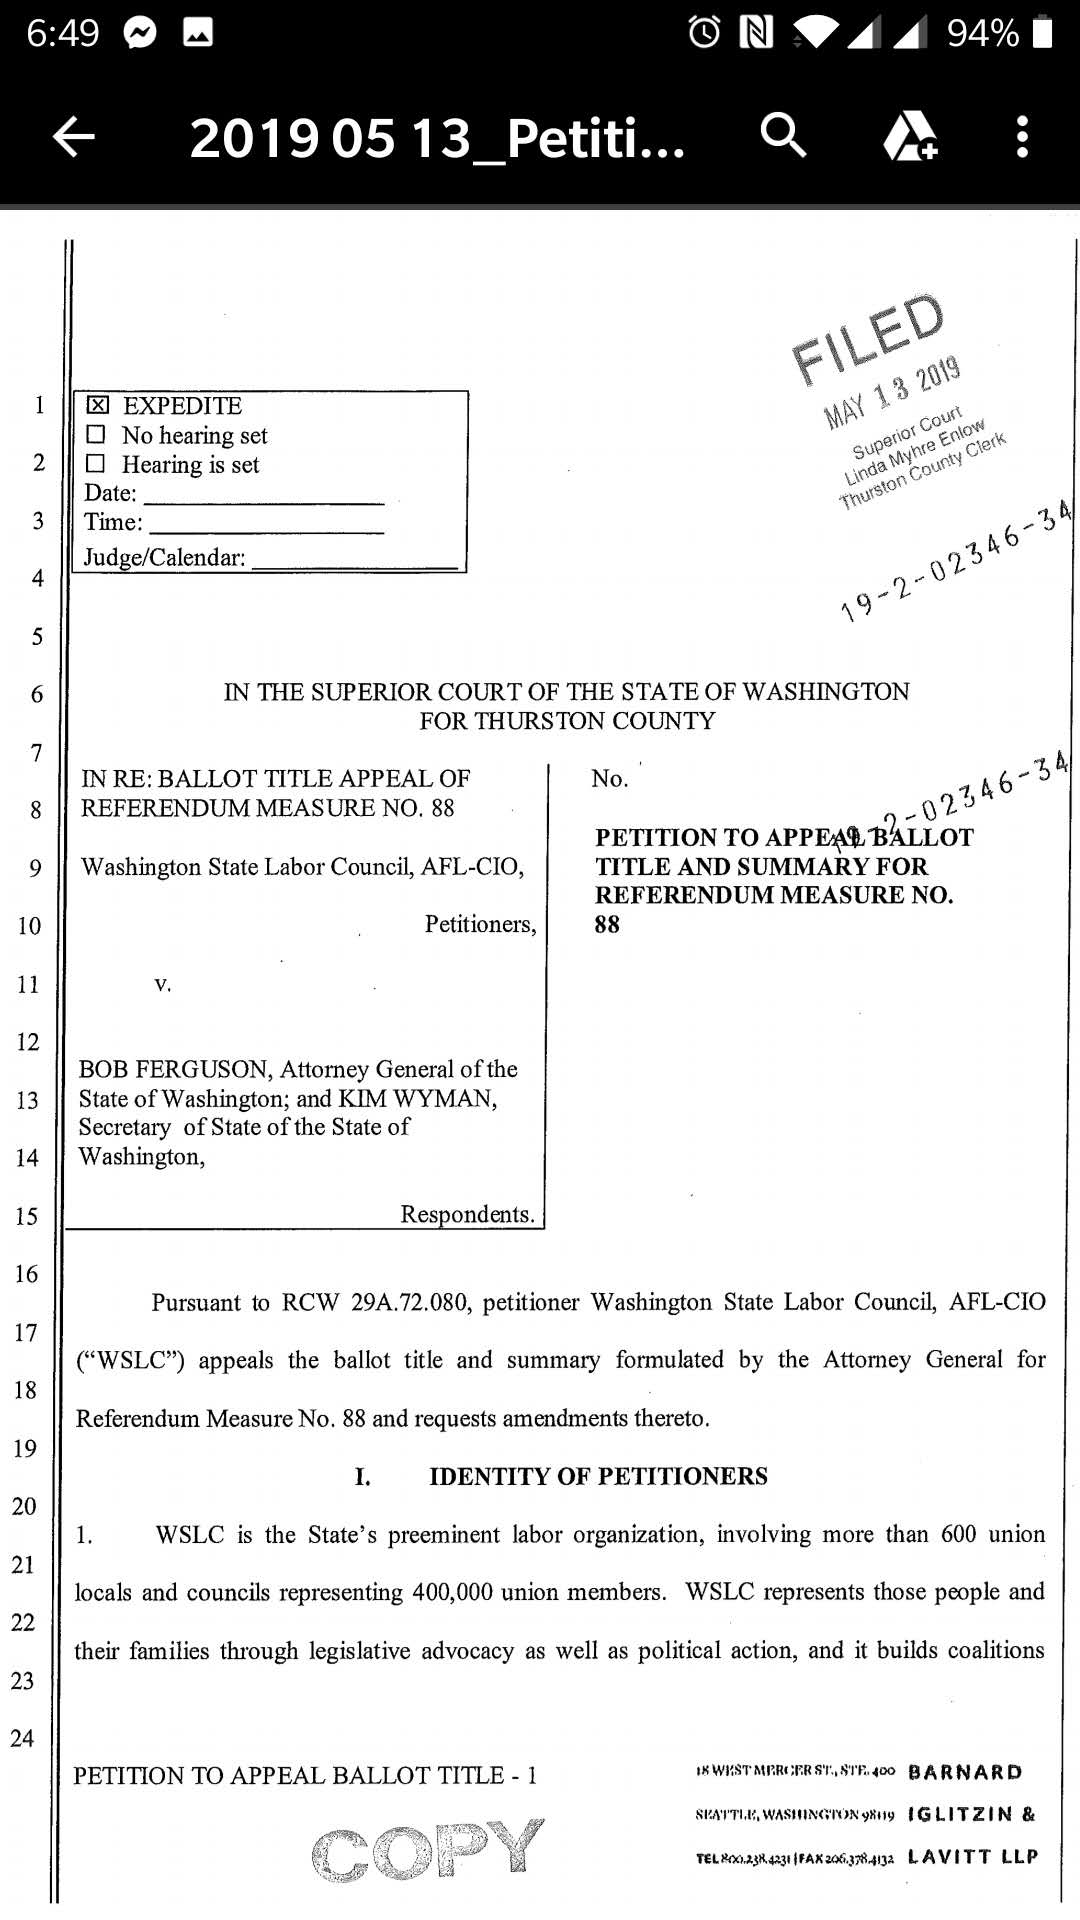 6:49 94%
2019 05 13_Petiti...
FILED
MAY 13 2019
Superior Court
Linda Myhre Enlow
Thurston County Clerk
19-2-02346-34
1 ☒ EXPEDITE
☐ No hearing set
2 ☐ Hearing is set
Date:
3 Time:
Judge/Calendar:
4
5
6 IN THE SUPERIOR COURT OF THE STATE OF WASHINGTON
FOR THURSTON COUNTY
7
IN RE: BALLOT TITLE APPEAL OF
8 REFERENDUM MEASURE NO. 88
9 Washington State Labor Council, AFL-CIO,
10 Petitioners,
11 v.
12
BOB FERGUSON, Attorney General of the
13 State of Washington; and KIM WYMAN,
Secretary of State of the State of
14 Washington,
15 Respondents.
No.
19-2-02346-34
PETITION TO APPEAL BALLOT
TITLE AND SUMMARY FOR
REFERENDUM MEASURE NO.
88
16
Pursuant to RCW 29A.72.080, petitioner Washington State Labor Council, AFL-CIO
17
("WSLC") appeals the ballot title and summary formulated by the Attorney General for
18
Referendum Measure No. 88 and requests amendments thereto.
19
I. IDENTITY OF PETITIONERS
20
1. WSLC is the State's preeminent labor organization, involving more than 600 union
21
locals and councils representing 400,000 union members. WSLC represents those people and
22
their families through legislative advocacy as well as political action, and it builds coalitions
23
24
PETITION TO APPEAL BALLOT TITLE - 1
COPY
18 WEST MERCER ST., STE. 400 BARNARD
SEATTLE, WASHINGTON 98119 IGLITZIN &
TEL 800.238.4231 | FAX 206.378.4132 LAVITT LLP